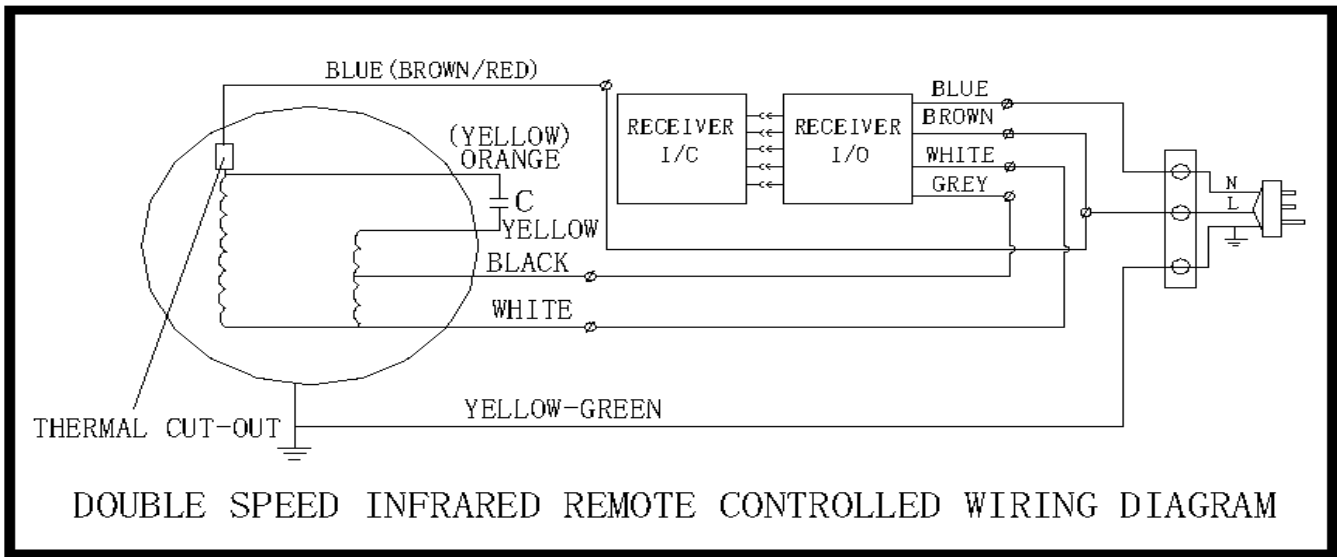 BLUE(BROWN/RED)
BLUE
BROWN
WHITE
GREY
RECEIVER
I/C
RECEIVER
I/O
(YELLOW)
ORANGE
C
YELLOW
BLACK
WHITE
N
L
YELLOW-GREEN
THERMAL CUT-OUT
DOUBLE SPEED INFRARED REMOTE CONTROLLED WIRING DIAGRAM